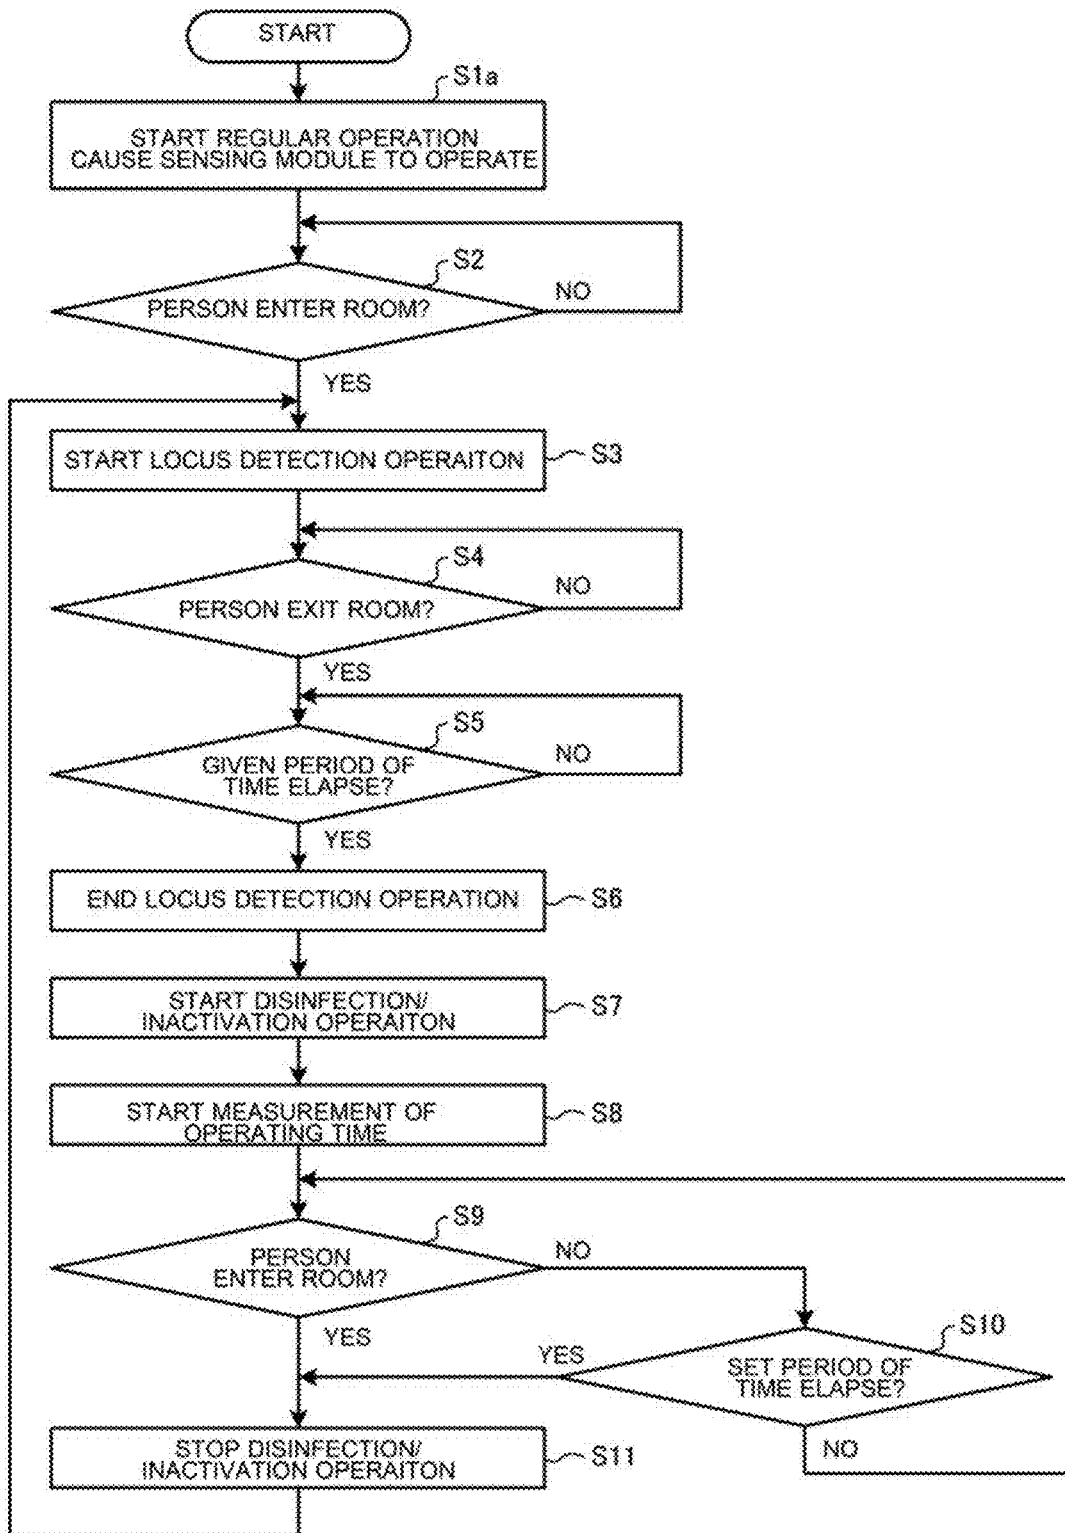 START
S1a
START REGULAR OPERATION
CAUSE SENSING MODULE TO OPERATE
S2
PERSON ENTER ROOM?
NO
YES
START LOCUS DETECTION OPERAITON
S3
S4
PERSON EXIT ROOM?
NO
YES
S5
GIVEN PERIOD OF
TIME ELAPSE?
NO
YES
END LOCUS DETECTION OPERATION
S6
START DISINFECTION/
INACTIVATION OPERAITON
S7
START MEASUREMENT OF
OPERATING TIME
S8
S9
PERSON
ENTER ROOM?
NO
YES
S10
SET PERIOD OF
TIME ELAPSE?
YES
NO
STOP DISINFECTION/
INACTIVATION OPERAITON
S11